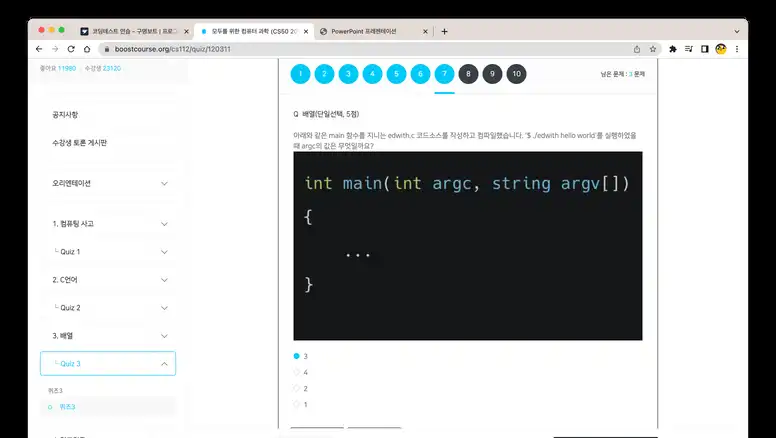 코딩테스트 연습 - 구명보트 | 프로그
모두를 위한 컴퓨터 과학 (CS50 20
PowerPoint 프레젠테이션
boostcourse.org/cs112/quiz/120311
좋아요 11980 수강생 23120
1 2 3 4 5 6 7 8 9 10
남은 문제 : 3 문제
공지사항
수강생 토론 게시판
오리엔테이션
1. 컴퓨팅 사고
Quiz 1
2. C언어
Quiz 2
3. 배열
Quiz 3
퀴즈3
퀴즈3
Q 배열(단일선택, 5점)
아래와 같은 main 함수를 지니는 edwith.c 코드소스를 작성하고 컴파일했습니다. '$ ./edwith hello world'를 실행하였을
때 argc의 값은 무엇일까요?
int main(int argc, string argv[])
{
...
}
3
4
2
1